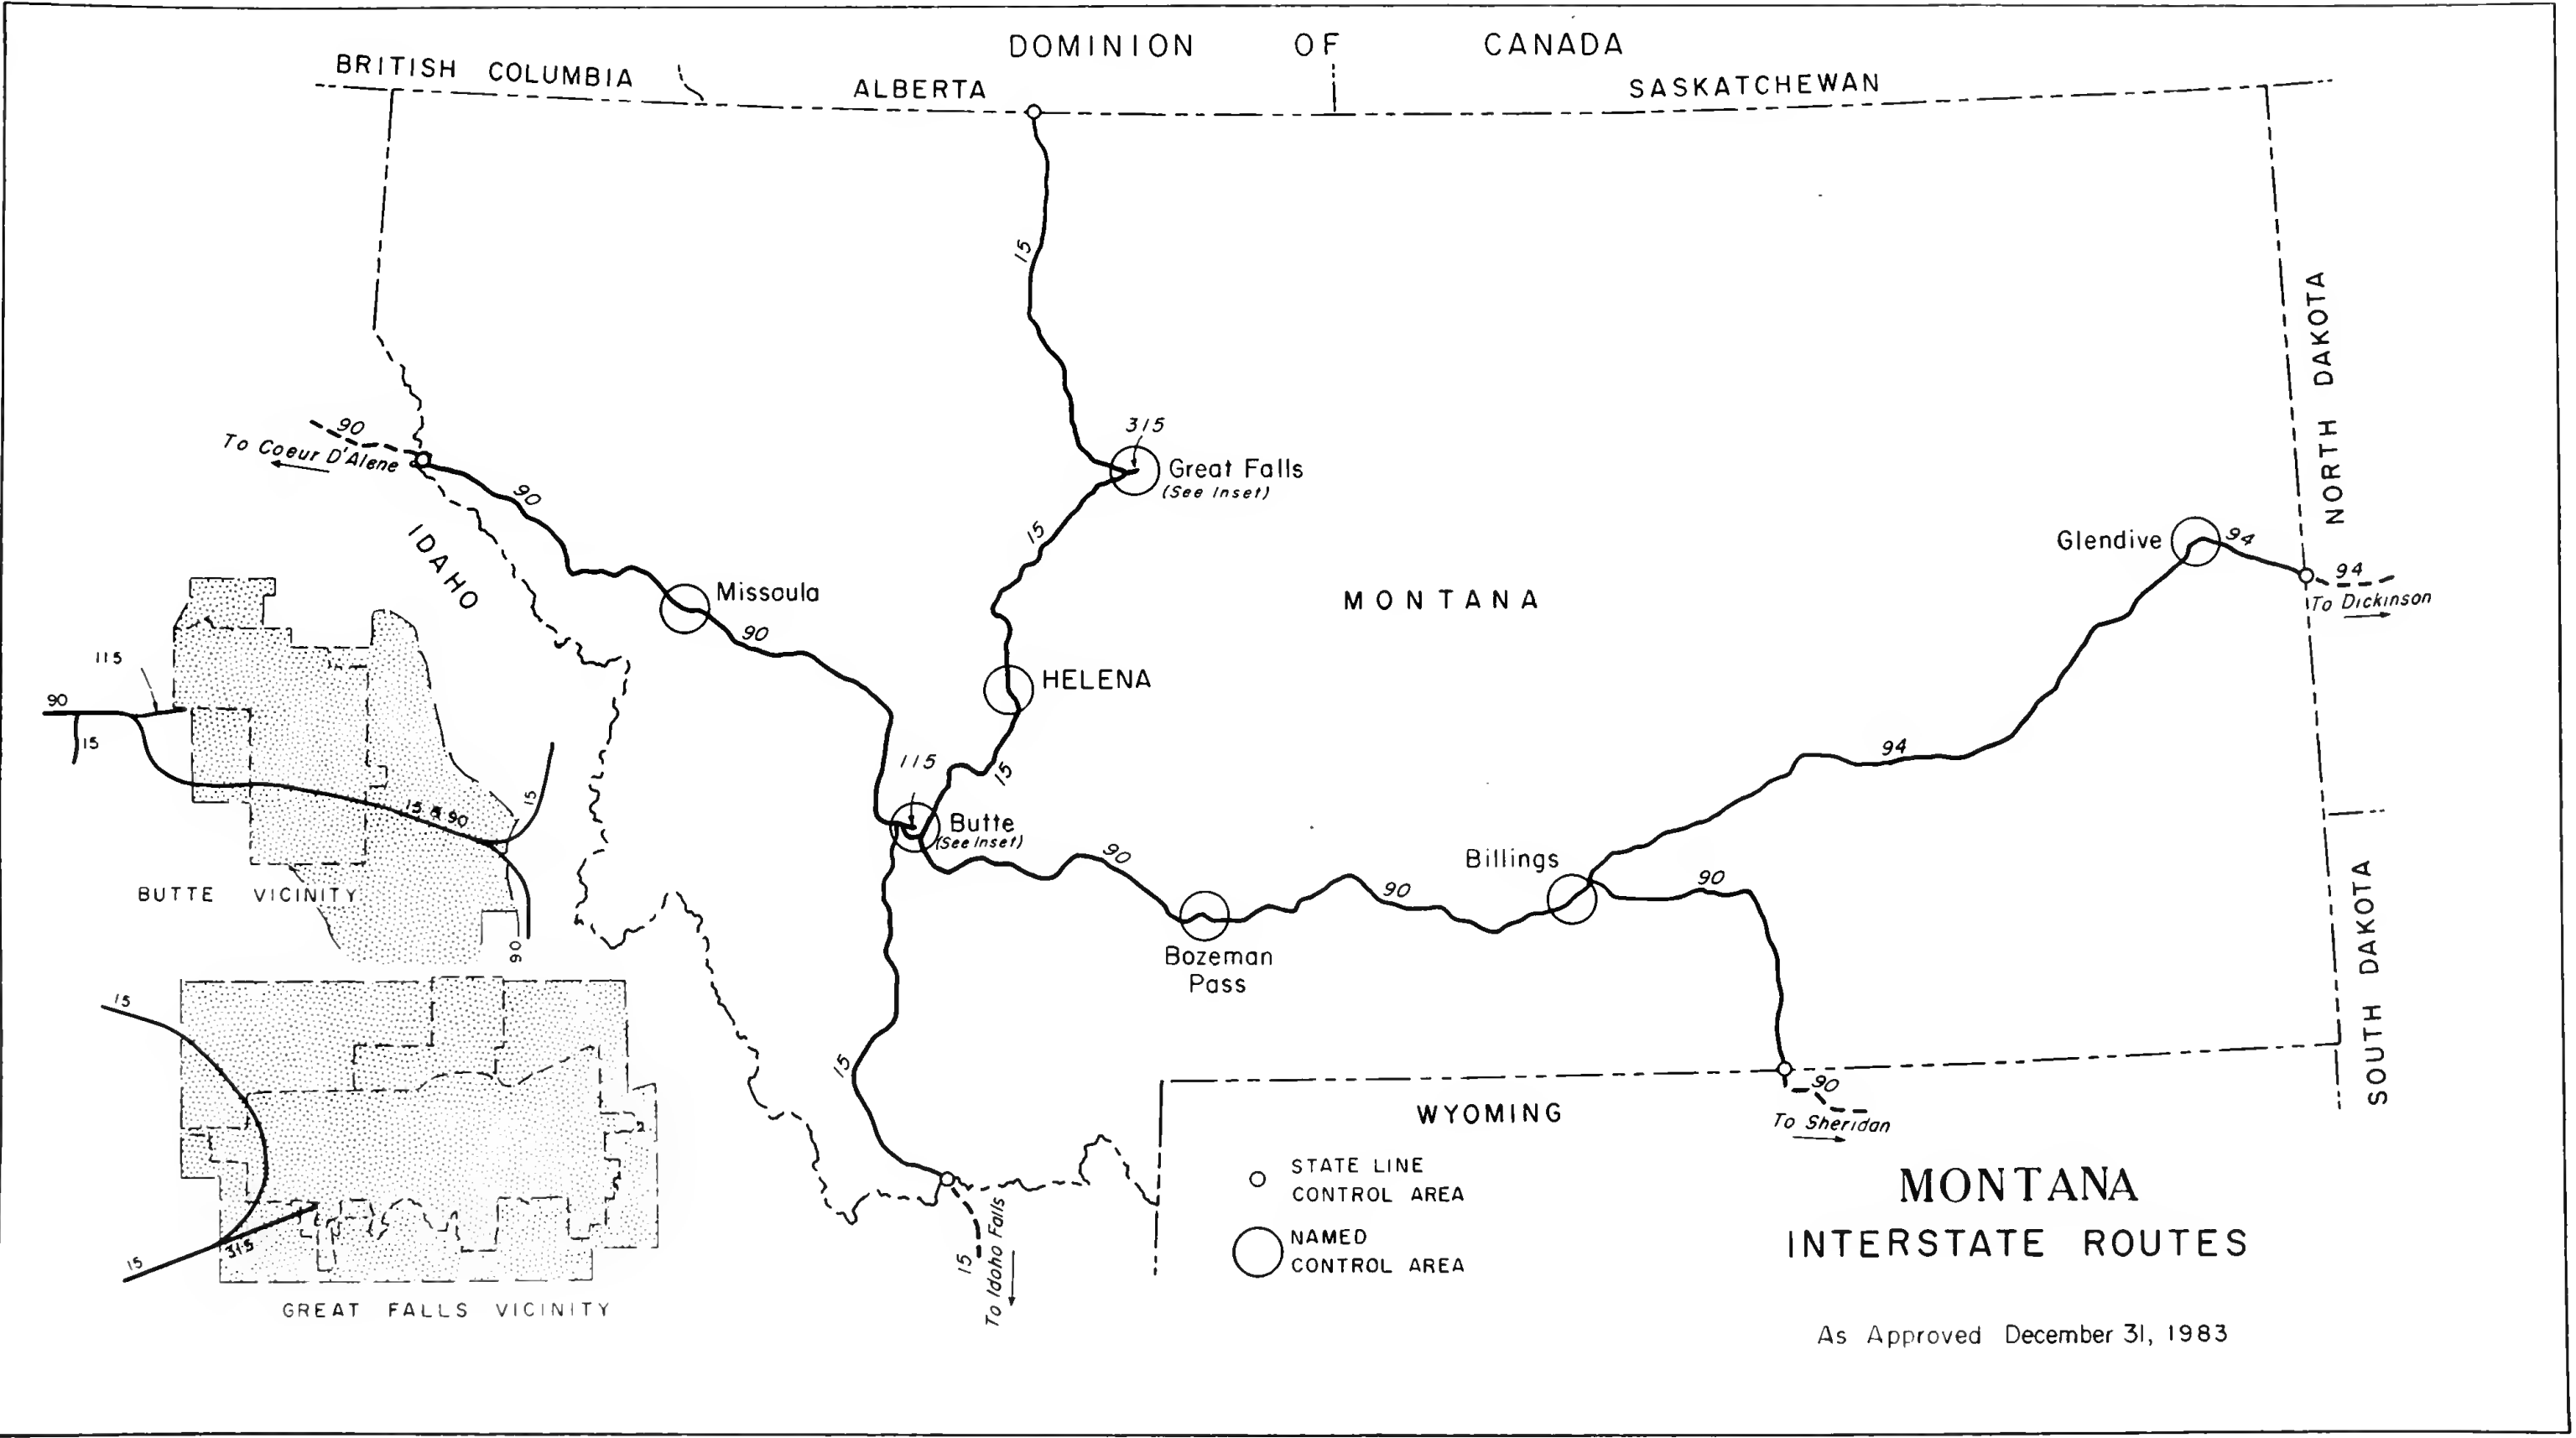 DOMINION OF CANADA
BRITISH COLUMBIA
ALBERTA
SASKATCHEWAN
15
NORTH DAKOTA
90
To Coeur D'Alene
315
Great Falls
(See Inset)
90
15
IDAHO
Glendive
94
94
To Dickinson
Missoula
90
MONTANA
115
90
15
HELENA
94
115
15
Butte
(See Inset)
15
15 & 90
90
Billings
90
90
BUTTE VICINITY
90
Bozeman
Pass
SOUTH DAKOTA
15
15
90
To Sheridan
WYOMING
STATE LINE
CONTROL AREA
NAMED
CONTROL AREA
15
To Idaho Falls
315
15
GREAT FALLS VICINITY
MONTANA
INTERSTATE ROUTES
As Approved December 31, 1983